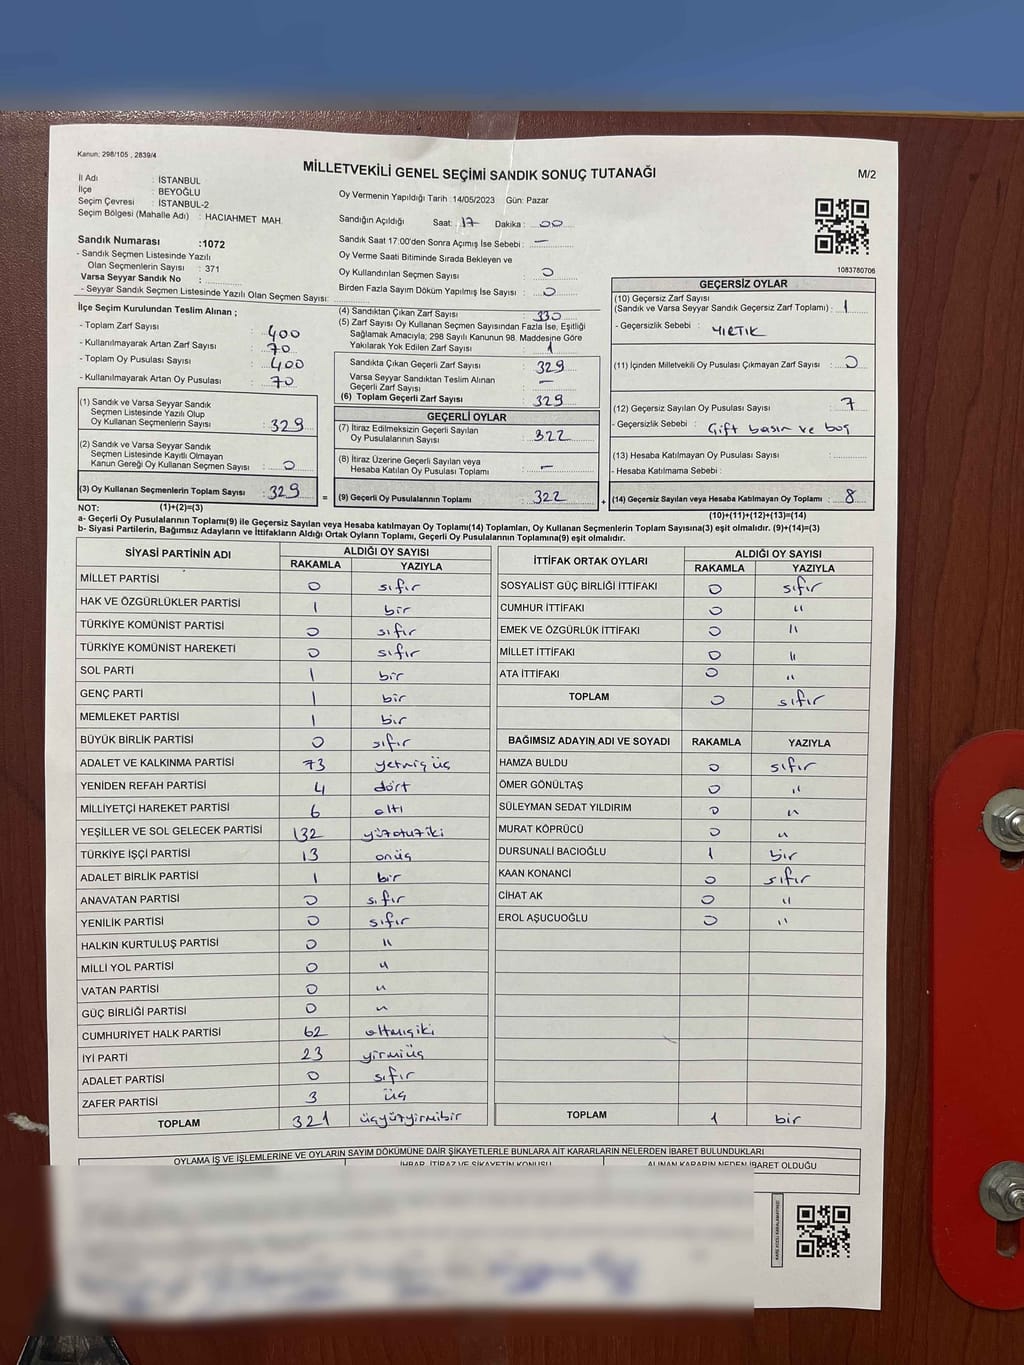 Kanun: 298/105 , 2839/4
MİLLETVEKİLİ GENEL SEÇİMİ SANDIK SONUÇ TUTANAĞI
M/2
İl Adı : İSTANBUL
İlçe : BEYOĞLU
Seçim Çevresi : İSTANBUL-2
Seçim Bölgesi (Mahalle Adı) : HACIAHMET MAH.
Sandık Numarası :1072
- Sandık Seçmen Listesinde Yazılı
Olan Seçmenlerin Sayısı : 371
Varsa Seyyar Sandık No :
- Seyyar Sandık Seçmen Listesinde Yazılı Olan Seçmen Sayısı:
Oy Vermenin Yapıldığı Tarih :14/05/2023 Gün: Pazar
Sandığın Açıldığı Saat: 17 Dakika : 00
Sandık Saat 17:00'den Sonra Açımış İse Sebebi : —
Oy Verme Saati Bitiminde Sırada Bekleyen ve
Oy Kullandırılan Seçmen Sayısı : 0
Birden Fazla Sayım Döküm Yapılmış İse Sayısı : 0
1083780706
İlçe Seçim Kurulundan Teslim Alınan ;
- Toplam Zarf Sayısı : 400
- Kullanılmayarak Artan Zarf Sayısı : 70
- Toplam Oy Pusulası Sayısı : 400
- Kullanılmayarak Artan Oy Pusulası : 70
(1) Sandık ve Varsa Seyyar Sandık
Seçmen Listesinde Yazılı Olup
Oy Kullanan Seçmenlerin Sayısı : 329
(2) Sandık ve Varsa Seyyar Sandık
Seçmen Listesinde Kayıtlı Olmayan
Kanun Gereği Oy Kullanan Seçmen Sayısı : 0
(3) Oy Kullanan Seçmenlerin Toplam Sayısı : 329
(4) Sandıktan Çıkan Zarf Sayısı : 330
(5) Zarf Sayısı Oy Kullanan Seçmen Sayısından Fazla İse, Eşitliği
Sağlamak Amacıyla; 298 Sayılı Kanunun 98. Maddesine Göre
Yakılarak Yok Edilen Zarf Sayısı : 1
Sandıkta Çıkan Geçerli Zarf Sayısı : 329
Varsa Seyyar Sandıktan Teslim Alınan
Geçerli Zarf Sayısı : —
(6) Toplam Geçerli Zarf Sayısı : 329
GEÇERLİ OYLAR
(7) İtiraz Edilmeksizin Geçerli Sayılan
Oy Pusulalarının Sayısı : 322
(8) İtiraz Üzerine Geçerli Sayılan veya
Hesaba Katılan Oy Pusulası Toplamı : —
= (9) Geçerli Oy Pusulalarının Toplamı : 322
GEÇERSİZ OYLAR
(10) Geçersiz Zarf Sayısı
(Sandık ve Varsa Seyyar Sandık Geçersiz Zarf Toplamı) : 1
- Geçersizlik Sebebi : YIRTIK
(11) İçinden Milletvekili Oy Pusulası Çıkmayan Zarf Sayısı : 0
(12) Geçersiz Sayılan Oy Pusulası Sayısı : 7
- Geçersizlik Sebebi : Çift basım ve boş
(13) Hesaba Katılmayan Oy Pusulası Sayısı :
- Hesaba Katılmama Sebebi :
+ (14) Geçersiz Sayılan veya Hesaba Katılmayan Oy Toplamı : 8
NOT: (1)+(2)=(3) (10)+(11)+(12)+(13)=(14)
a- Geçerli Oy Pusulalarının Toplamı(9) ile Geçersiz Sayılan veya Hesaba katılmayan Oy Toplamı(14) Toplamları, Oy Kullanan Seçmenlerin Toplam Sayısına(3) eşit olmalıdır. (9)+(14)=(3)
b- Siyasi Partilerin, Bağımsız Adayların ve İttifakların Aldığı Ortak Oyların Toplamı, Geçerli Oy Pusulalarının Toplamına(9) eşit olmalıdır.
SİYASİ PARTİNİN ADI ALDIĞI OY SAYISI
RAKAMLA YAZIYLA
MİLLET PARTİSİ 0 sıfır
HAK VE ÖZGÜRLÜKLER PARTİSİ 1 bir
TÜRKİYE KOMÜNİST PARTİSİ 0 sıfır
TÜRKİYE KOMÜNİST HAREKETİ 0 sıfır
SOL PARTİ 1 bir
GENÇ PARTİ 1 bir
MEMLEKET PARTİSİ 1 bir
BÜYÜK BİRLİK PARTİSİ 0 sıfır
ADALET VE KALKINMA PARTİSİ 73 yetmiş üç
YENİDEN REFAH PARTİSİ 4 dört
MİLLİYETÇİ HAREKET PARTİSİ 6 altı
YEŞİLLER VE SOL GELECEK PARTİSİ 132 yüzotuziki
TÜRKİYE İŞÇİ PARTİSİ 13 onüç
ADALET BİRLİK PARTİSİ 1 bir
ANAVATAN PARTİSİ 0 sıfır
YENİLİK PARTİSİ 0 sıfır
HALKIN KURTULUŞ PARTİSİ 0 "
MİLLİ YOL PARTİSİ 0 "
VATAN PARTİSİ 0 "
GÜÇ BİRLİĞİ PARTİSİ 0 "
CUMHURİYET HALK PARTİSİ 62 altmışiki
İYİ PARTİ 23 yirmiüç
ADALET PARTİSİ 0 sıfır
ZAFER PARTİSİ 3 üç
TOPLAM 321 üçyüzyirmibir
İTTİFAK ORTAK OYLARI ALDIĞI OY SAYISI
RAKAMLA YAZIYLA
SOSYALİST GÜÇ BİRLİĞİ İTTİFAKI 0 sıfır
CUMHUR İTTİFAKI 0 "
EMEK VE ÖZGÜRLÜK İTTİFAKI 0 "
MİLLET İTTİFAKI 0 "
ATA İTTİFAKI 0 "
TOPLAM 0 sıfır
BAĞIMSIZ ADAYIN ADI VE SOYADI RAKAMLA YAZIYLA
HAMZA BULDU 0 sıfır
ÖMER GÖNÜLTAŞ 0 "
SÜLEYMAN SEDAT YILDIRIM 0 "
MURAT KÖPRÜCÜ 0 "
DURSUNALİ BACIOĞLU 1 bir
KAAN KONANCİ 0 sıfır
CİHAT AK 0 "
EROL AŞUCUOĞLU 0 "
TOPLAM 1 bir
OYLAMA İŞ VE İŞLEMLERİNE VE OYLARIN SAYIM DÖKÜMÜNE DAİR ŞİKAYETLERLE BUNLARA AİT KARARLARIN NELERDEN İBARET BULUNDUKLARI
İHBAR, İTİRAZ VE ŞİKAYETİN KONUSU ALINAN KARARIN NEDEN İBARET OLDUĞU